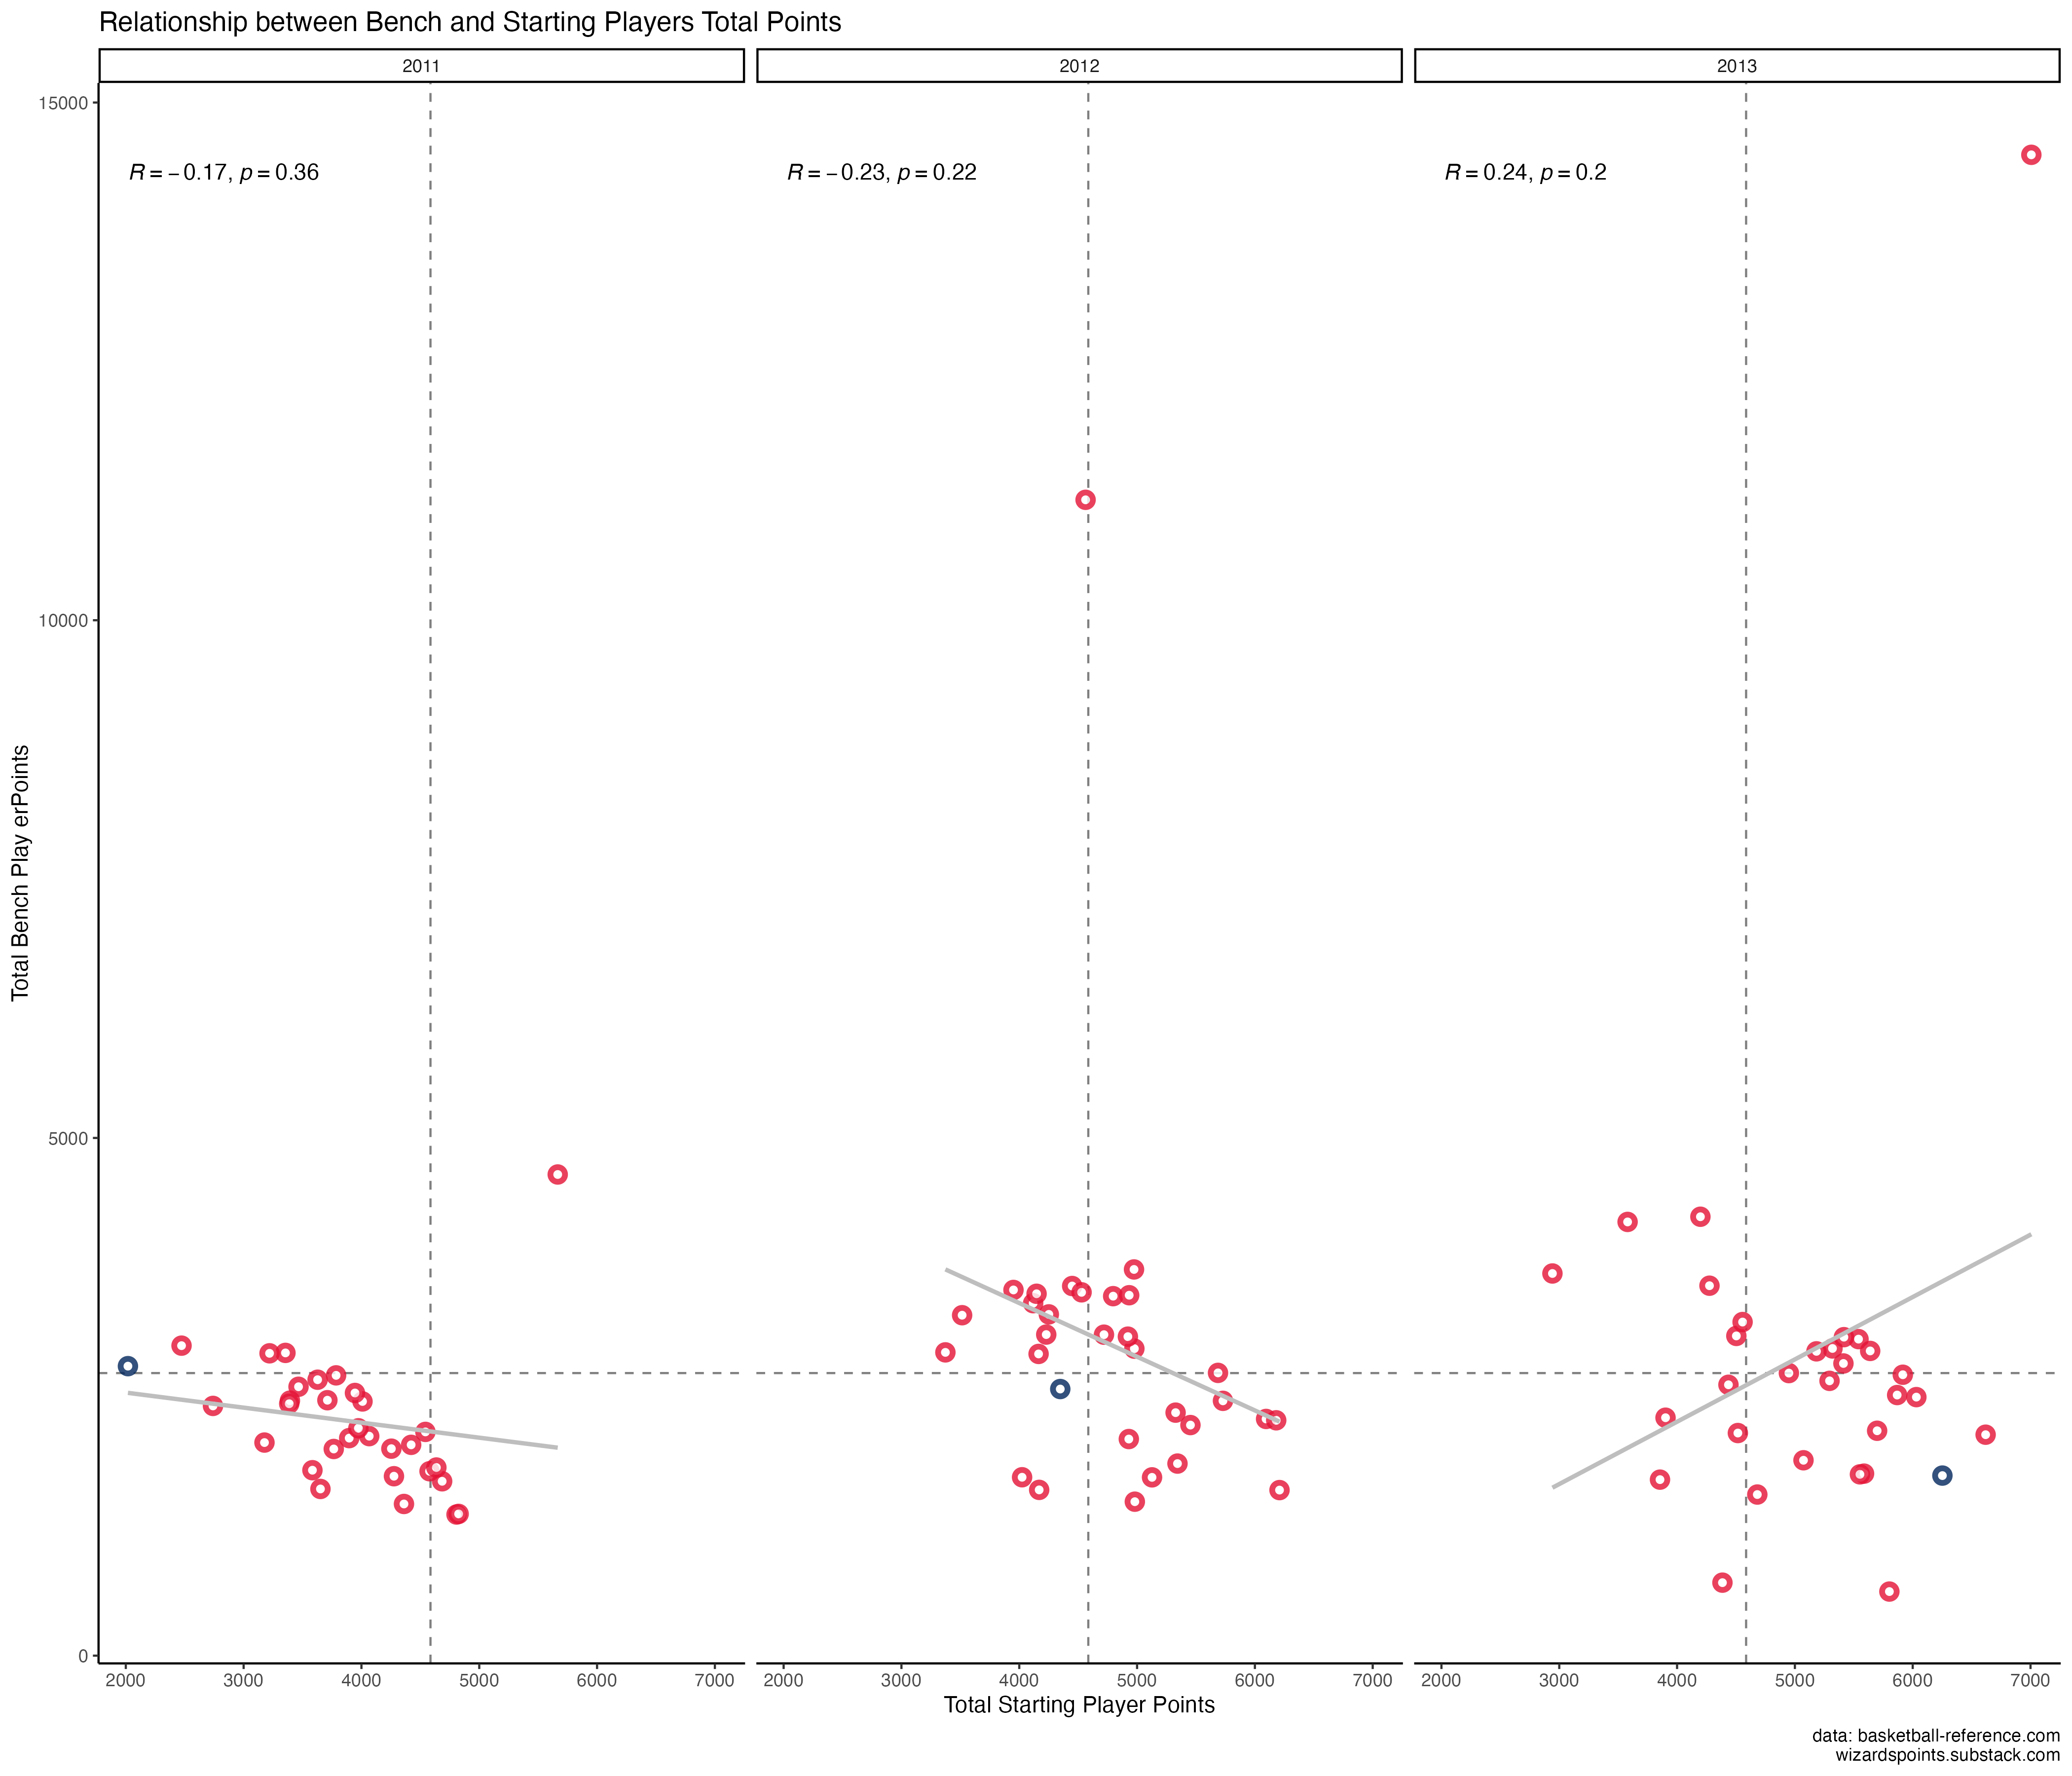 Relationship between Bench and Starting Players Total Points
2011
2012
2013
15000
10000
5000
0
Total Bench Play erPoints
R = −0.17, p = 0.36
R = −0.23, p = 0.22
R = 0.24, p = 0.2
2000 3000 4000 5000 6000 7000
2000 3000 4000 5000 6000 7000
2000 3000 4000 5000 6000 7000
Total Starting Player Points
data: basketball-reference.com
wizardspoints.substack.com